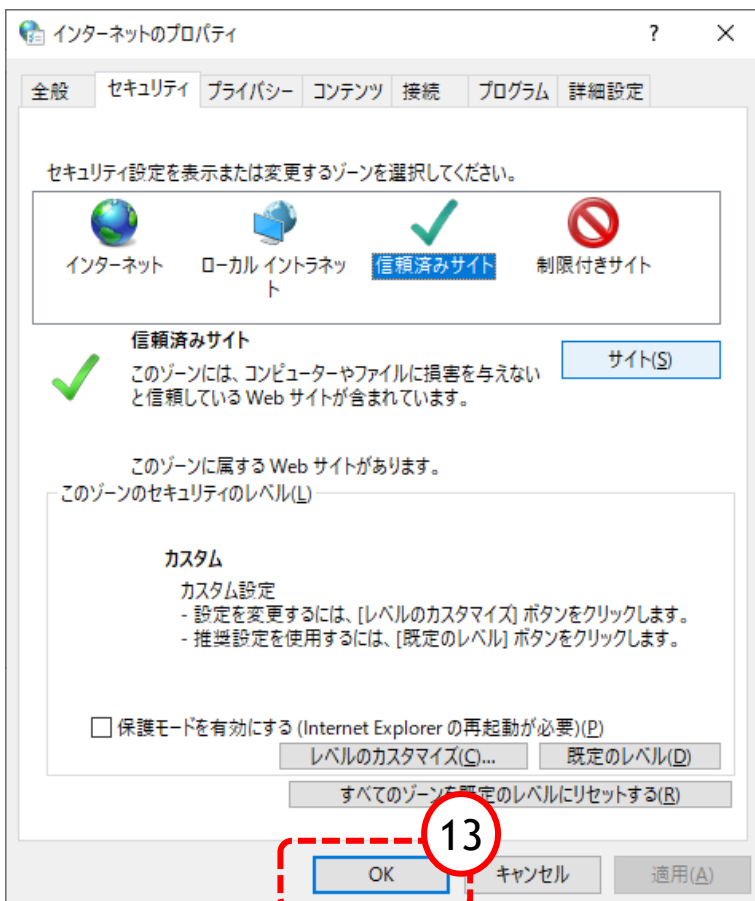 インターネットのプロパティ ? ×
全般 セキュリティ プライバシー コンテンツ 接続 プログラム 詳細設定
セキュリティ設定を表示または変更するゾーンを選択してください。
インターネット ローカル イントラネッ 信頼済みサイト 制限付きサイト
ト
信頼済みサイト
サイト(S)
このゾーンには、コンピューターやファイルに損害を与えない
と信頼している Web サイトが含まれています。
このゾーンに属する Web サイトがあります。
このゾーンのセキュリティのレベル(L)
カスタム
カスタム設定
- 設定を変更するには、[レベルのカスタマイズ] ボタンをクリックします。
- 推奨設定を使用するには、[既定のレベル] ボタンをクリックします。
保護モードを有効にする (Internet Explorer の再起動が必要)(P)
レベルのカスタマイズ(C)... 既定のレベル(D)
すべてのゾーンを既定のレベルにリセットする(R)
13
OK キャンセル 適用(A)